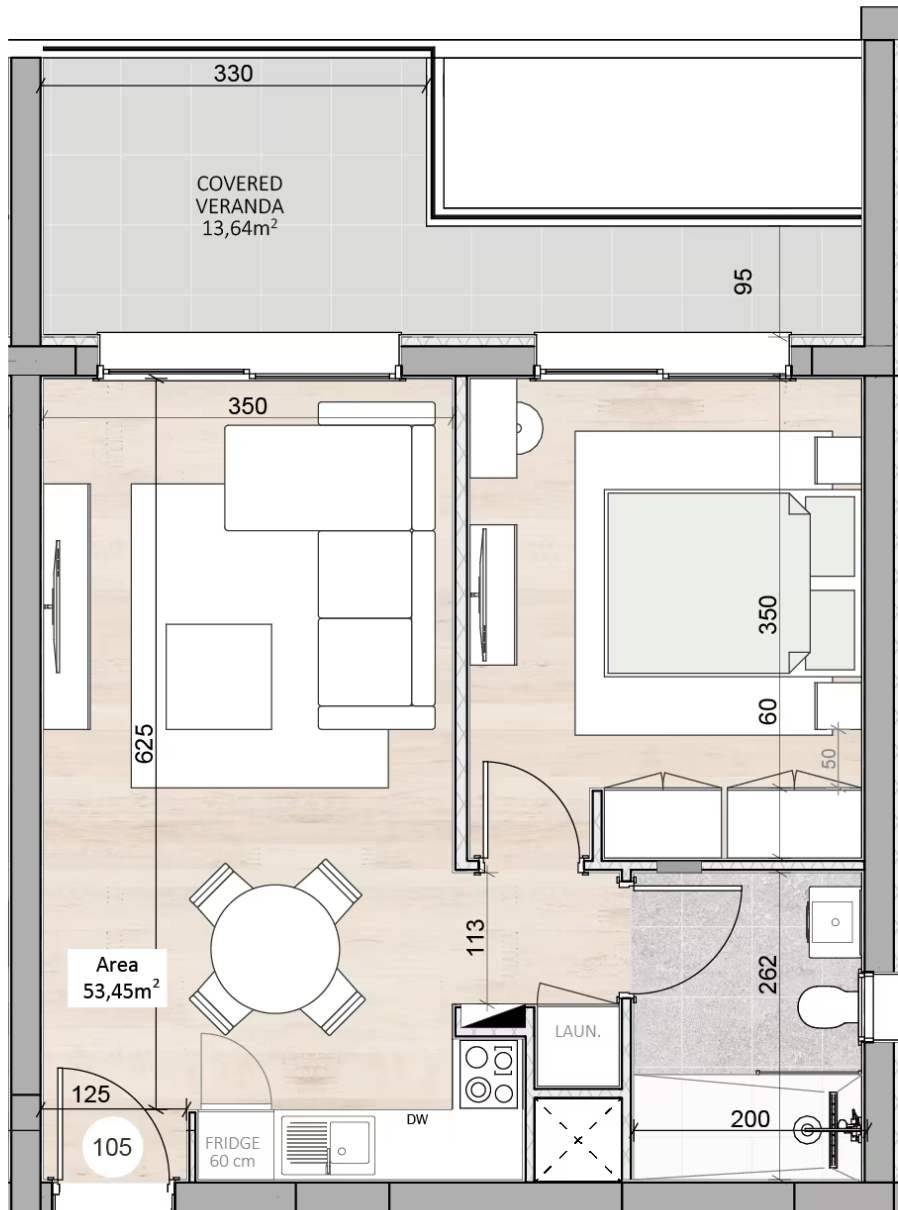 330
COVERED
VERANDA
13,64m²
95
350
350
625
60
50
113
Area
53,45m²
262
LAUN.
125
DW
105
FRIDGE
60 cm
200